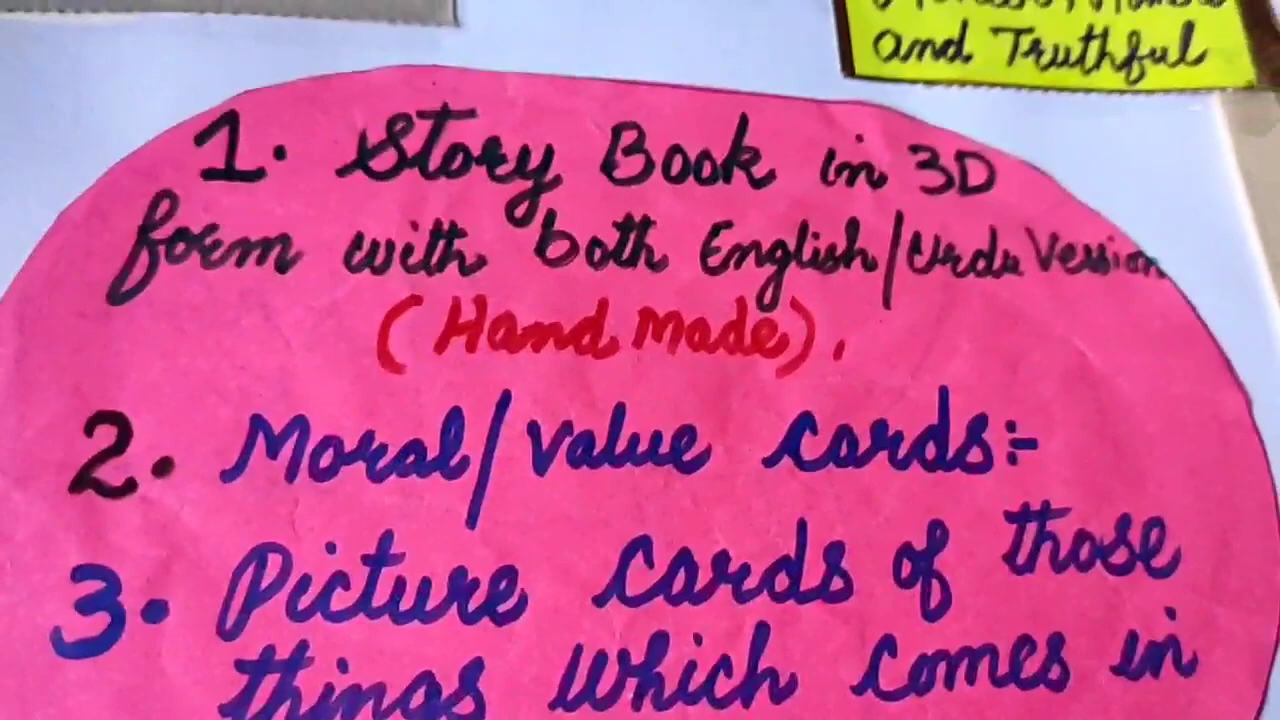 and Truthful
1. Story Book in 3D
form with both English/Urdu Version
(Hand Made).
2. Moral/Value cards:-
3. Picture cards of those
things which comes in